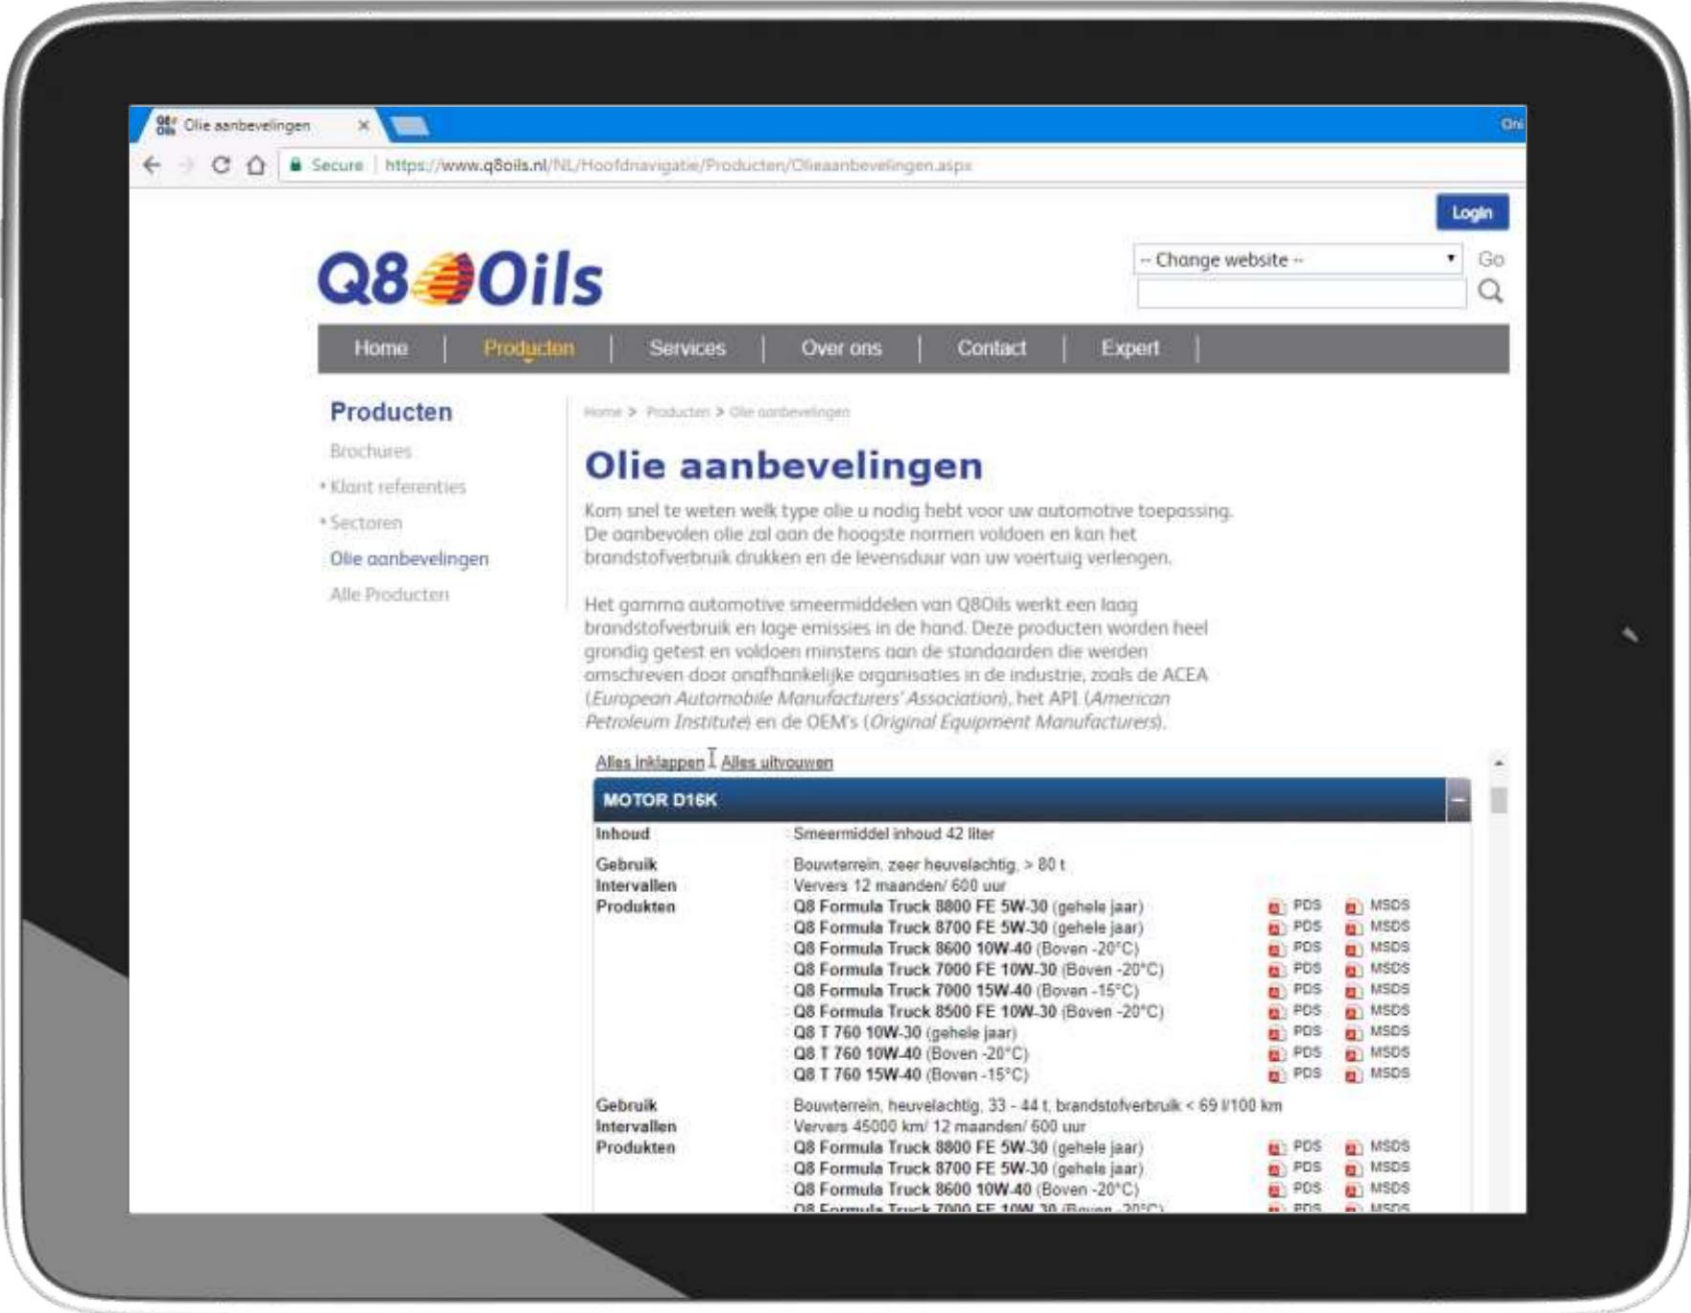 Olie aanbevelingen
Secure https://www.q8oils.nl/NL/Hoofdnavigatie/Producten/Olieaanbevelingen.aspx
Login
Q8 Oils
-- Change website -- Go
Home Producten Services Over ons Contact Expert
Producten
Brochures
Klant referenties
Sectoren
Olie aanbevelingen
Alle Producten
Home > Producten > Olie aanbevelingen
Olie aanbevelingen
Kom snel te weten welk type olie u nodig hebt voor uw automotive toepassing.
De aanbevolen olie zal aan de hoogste normen voldoen en kan het
brandstofverbruik drukken en de levensduur van uw voertuig verlengen.
Het gamma automotive smeermiddelen van Q8Oils werkt een laag
brandstofverbruik en lage emissies in de hand. Deze producten worden heel
grondig getest en voldoen minstens aan de standaarden die werden
omschreven door onafhankelijke organisaties in de industrie, zoals de ACEA
(European Automobile Manufacturers' Association), het API (American
Petroleum Institute) en de OEM's (Original Equipment Manufacturers).
Alles inklappen Alles uitvouwen
MOTOR D16K
Inhoud : Smeermiddel inhoud 42 liter
Gebruik : Bouwterrein, zeer heuvelachtig, > 80 t
Intervallen : Ververs 12 maanden/ 600 uur
Produkten : Q8 Formula Truck 8800 FE 5W-30 (gehele jaar) PDS MSDS
: Q8 Formula Truck 8700 FE 5W-30 (gehele jaar) PDS MSDS
: Q8 Formula Truck 8600 10W-40 (Boven -20°C) PDS MSDS
: Q8 Formula Truck 7000 FE 10W-30 (Boven -20°C) PDS MSDS
: Q8 Formula Truck 7000 15W-40 (Boven -15°C) PDS MSDS
: Q8 Formula Truck 8500 FE 10W-30 (Boven -20°C) PDS MSDS
: Q8 T 760 10W-30 (gehele jaar) PDS MSDS
: Q8 T 760 10W-40 (Boven -20°C) PDS MSDS
: Q8 T 760 15W-40 (Boven -15°C) PDS MSDS
Gebruik : Bouwterrein, heuvelachtig, 33 - 44 t, brandstofverbruik < 69 l/100 km
Intervallen : Ververs 45000 km/ 12 maanden/ 600 uur
Produkten : Q8 Formula Truck 8800 FE 5W-30 (gehele jaar) PDS MSDS
: Q8 Formula Truck 8700 FE 5W-30 (gehele jaar) PDS MSDS
: Q8 Formula Truck 8600 10W-40 (Boven -20°C) PDS MSDS
: Q8 Formula Truck 7000 FE 10W-30 (Boven -20°C) PDS MSDS